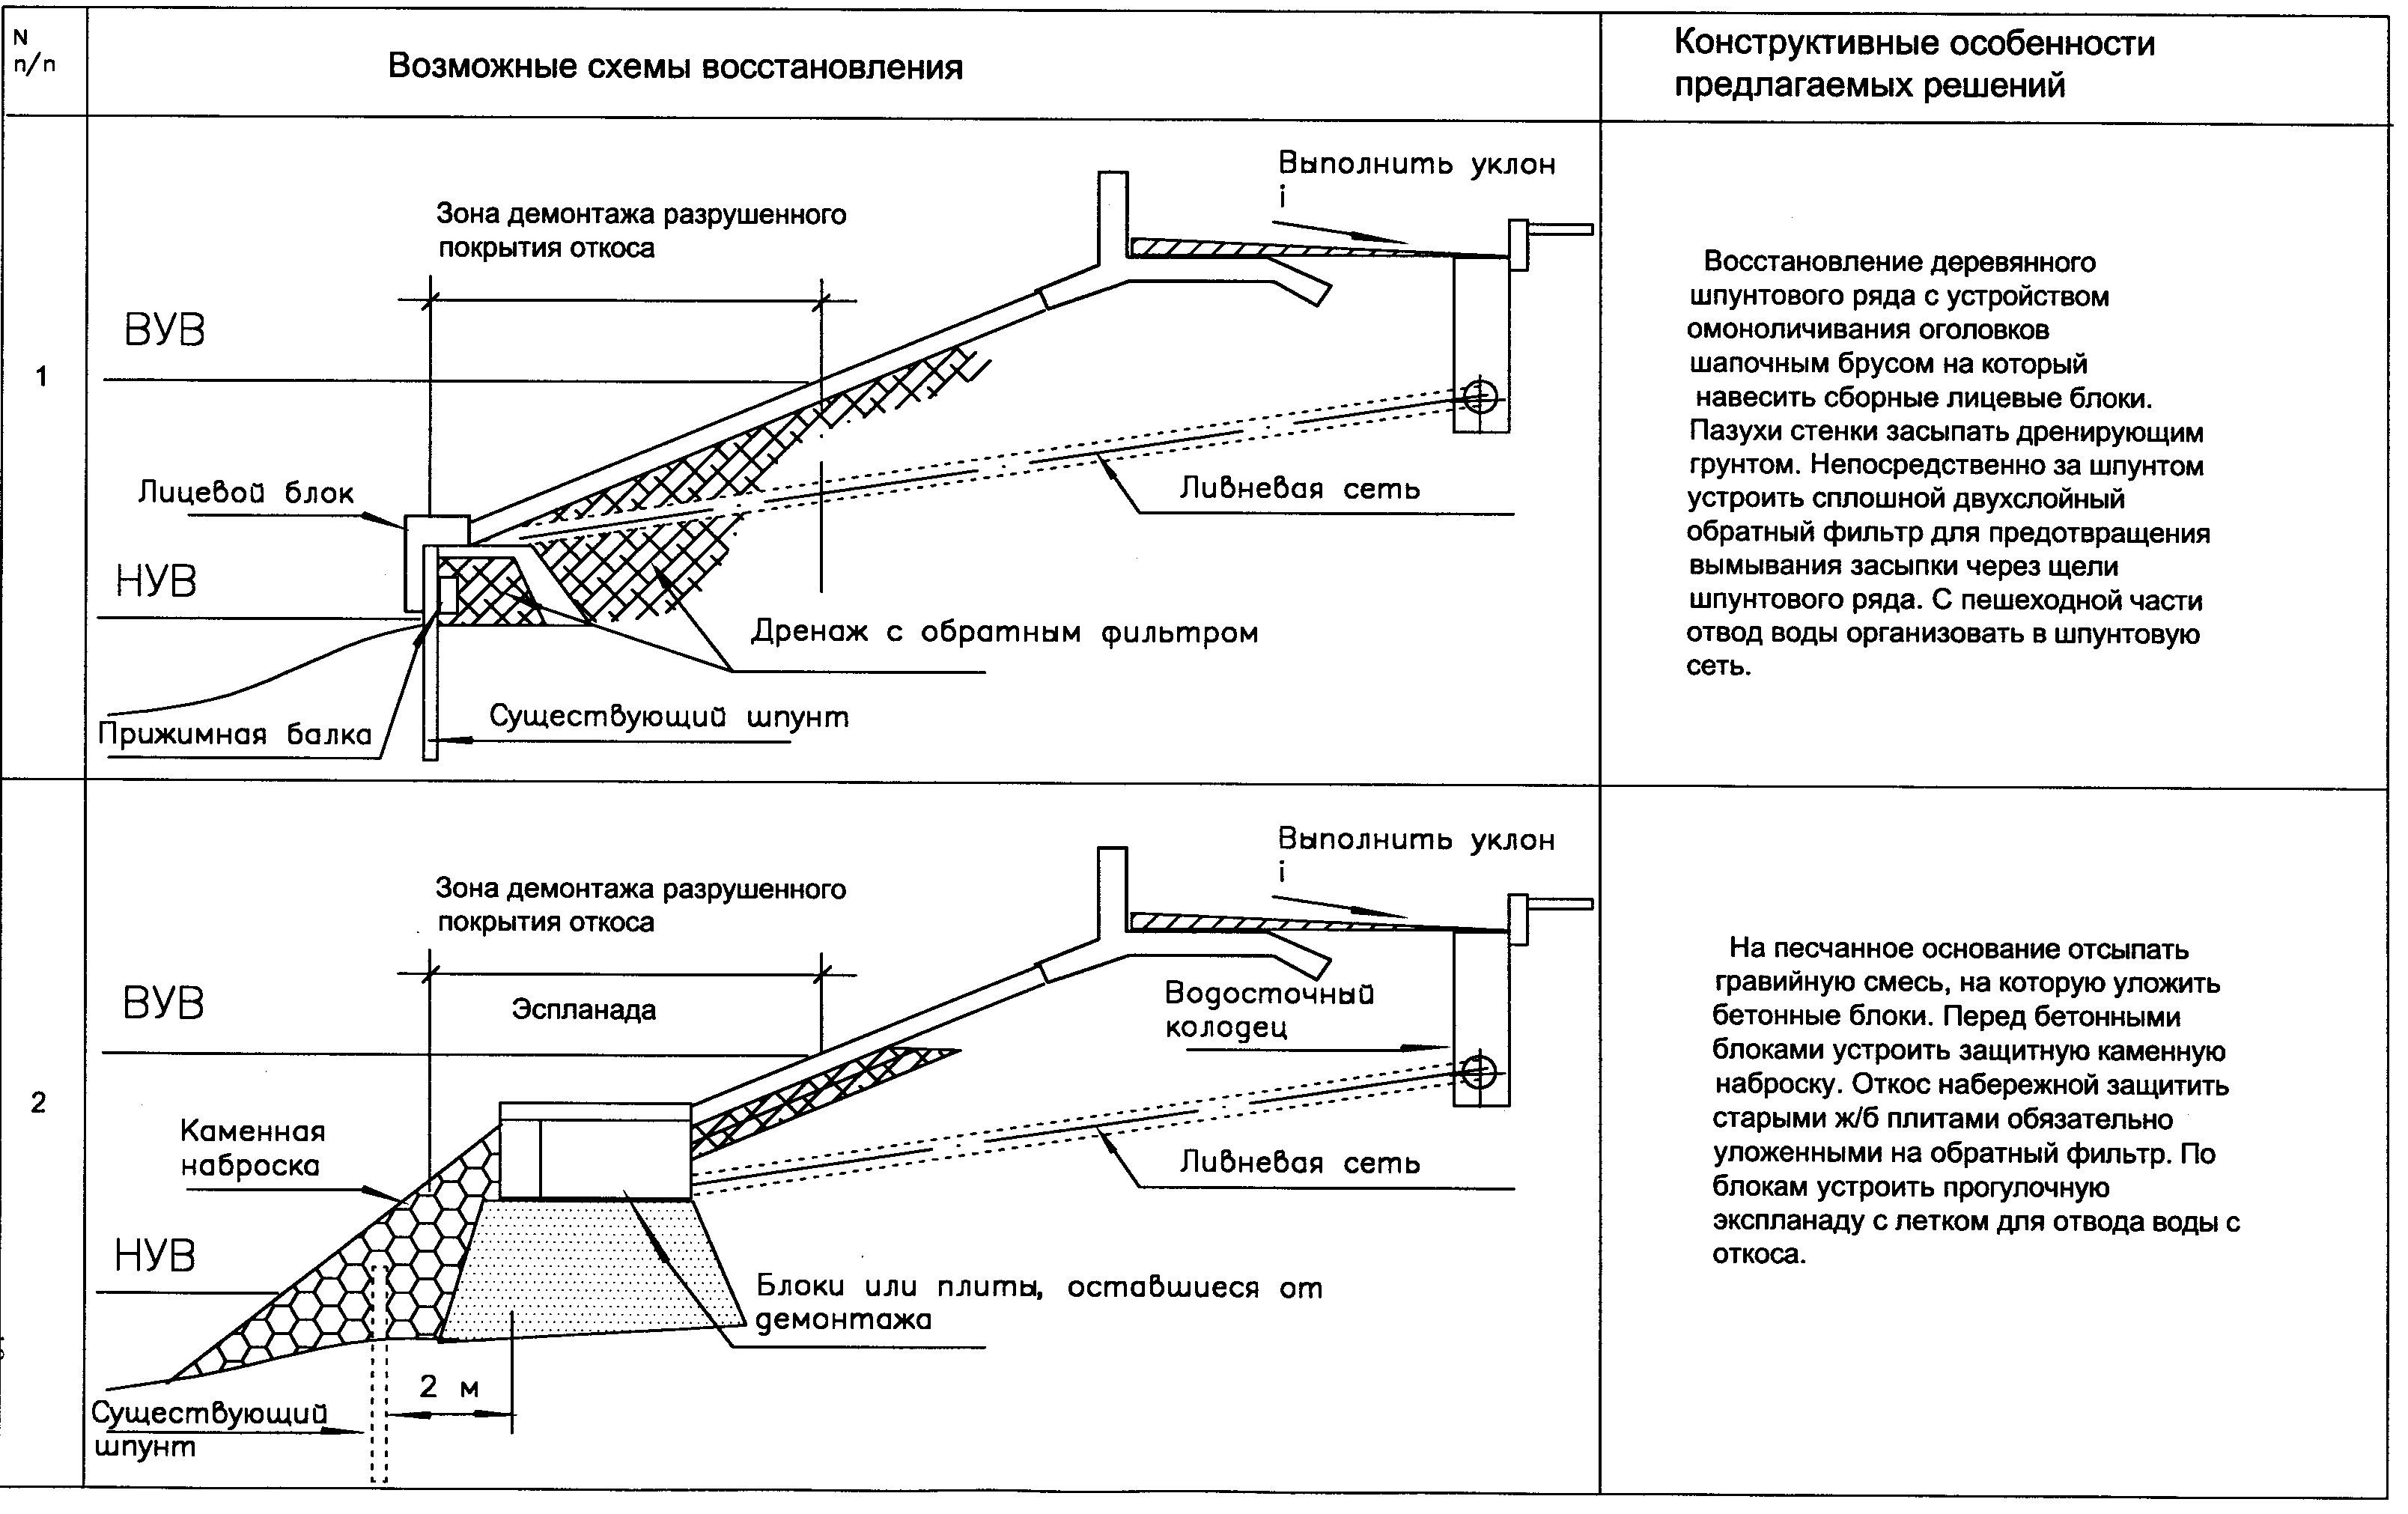 N
п/п
Возможные схемы восстановления
Конструктивные особенности
предлагаемых решений
1
Выполнить уклон
i
Зона демонтажа разрушенного
покрытия откоса
ВУВ
Лицевой блок
НУВ
Ливневая сеть
Дренаж с обратным фильтром
Существующий шпунт
Прижимная балка
Восстановление деревянного
шпунтового ряда с устройством
омоноличивания оголовков
шапочным брусом на который
навесить сборные лицевые блоки.
Пазухи стенки засыпать дренирующим
грунтом. Непосредственно за шпунтом
устроить сплошной двухслойный
обратный фильтр для предотвращения
вымывания засыпки через щели
шпунтового ряда. С пешеходной части
отвод воды организовать в шпунтовую
сеть.
2
Выполнить уклон
i
Зона демонтажа разрушенного
покрытия откоса
ВУВ
Эспланада
Водосточный
колодец
Каменная
наброска
Ливневая сеть
НУВ
Блоки или плиты, оставшиеся от
демонтажа
2 м
Существующий
шпунт
На песчанное основание отсыпать
гравийную смесь, на которую уложить
бетонные блоки. Перед бетонными
блоками устроить защитную каменную
наброску. Откос набережной защитить
старыми ж/б плитами обязательно
уложенными на обратный фильтр. По
блокам устроить прогулочную
экспланаду с летком для отвода воды с
откоса.